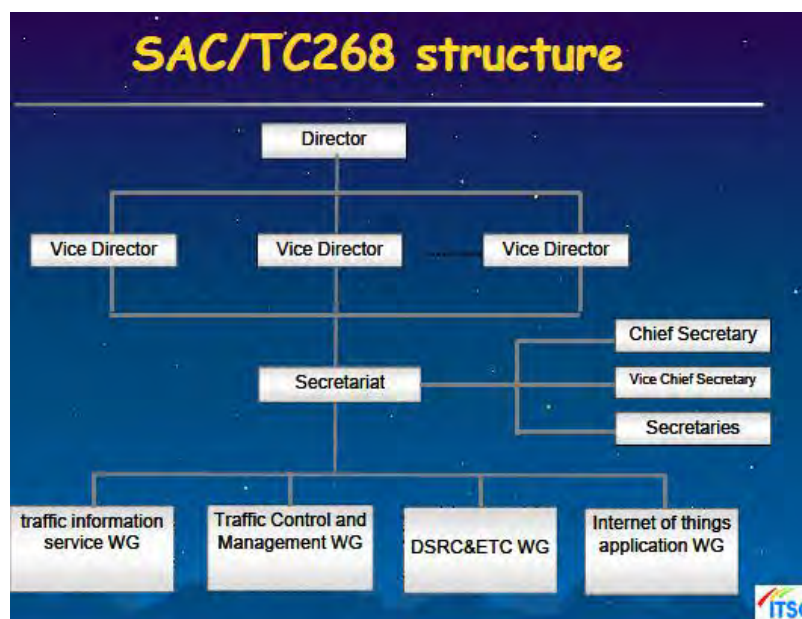 SAC/TC268 structure
Director
Vice Director
Vice Director
Vice Director
Secretariat
Chief Secretary
Vice Chief Secretary
Secretaries
traffic information
service WG
Traffic Control and
Management WG
DSRC&ETC WG
Internet of things
application WG